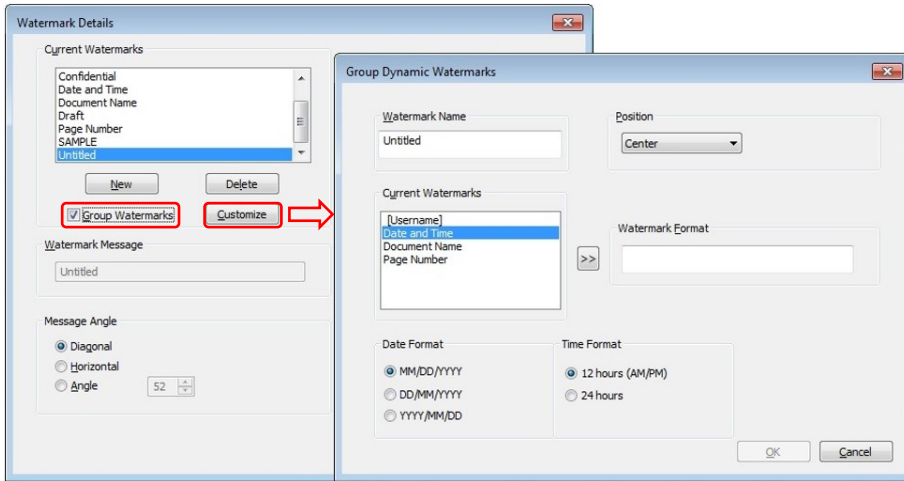 Watermark Details
Current Watermarks
Confidential
Date and Time
Document Name
Draft
Page Number
SAMPLE
Untitled
New
Delete
Group Watermarks
Customize
Watermark Message
Untitled
Message Angle
Diagonal
Horizontal
Angle
52
Group Dynamic Watermarks
Watermark Name
Untitled
Position
Center
Current Watermarks
[Username]
Date and Time
Document Name
Page Number
>>
Watermark Format
Date Format
MM/DD/YYYY
DD/MM/YYYY
YYYY/MM/DD
Time Format
12 hours (AM/PM)
24 hours
OK
Cancel